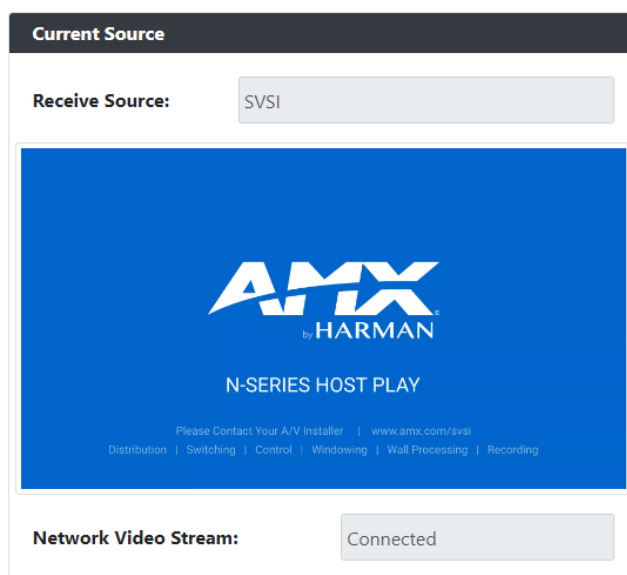 Current Source
Receive Source: SVSI
AMX®
by HARMAN
N-SERIES HOST PLAY
Please Contact Your A/V Installer | www.amx.com/svsi
Distribution | Switching | Control | Windowing | Wall Processing | Recording
Network Video Stream: Connected